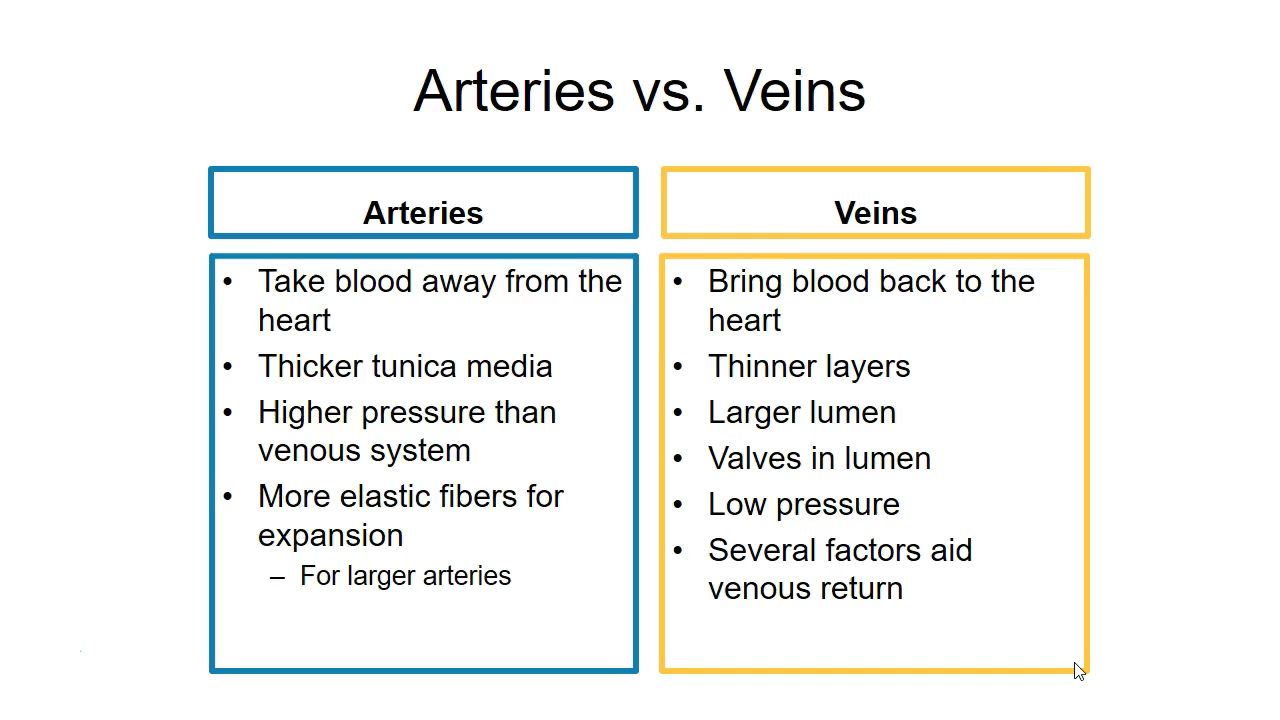 Arteries vs. Veins
Arteries
• Take blood away from the
heart
• Thicker tunica media
• Higher pressure than
venous system
• More elastic fibers for
expansion
– For larger arteries
Veins
• Bring blood back to the
heart
• Thinner layers
• Larger lumen
• Valves in lumen
• Low pressure
• Several factors aid
venous return